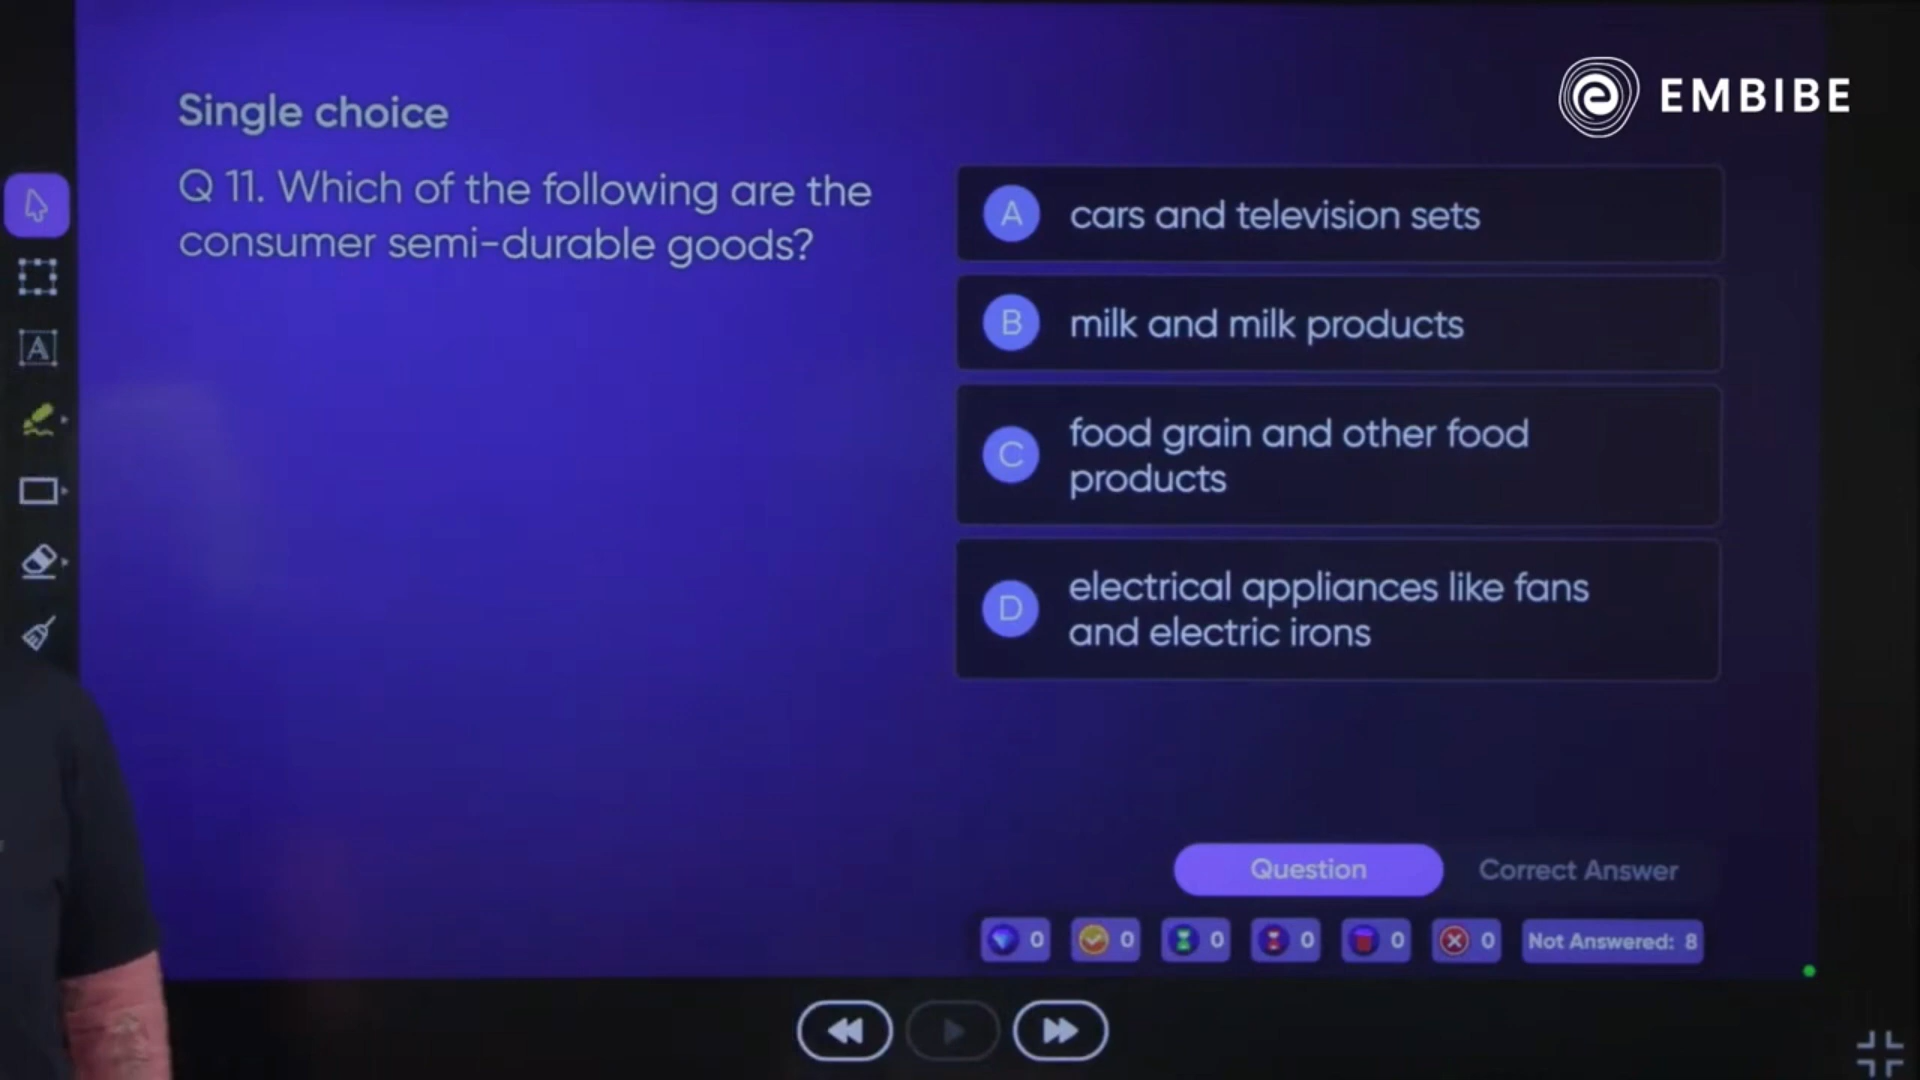 EMBIBE
Single choice
Q 11. Which of the following are the
consumer semi-durable goods?
A cars and television sets
B milk and milk products
C food grain and other food
products
D electrical appliances like fans
and electric irons
Question Correct Answer
0 0 0 0 0 0 Not Answered: 8